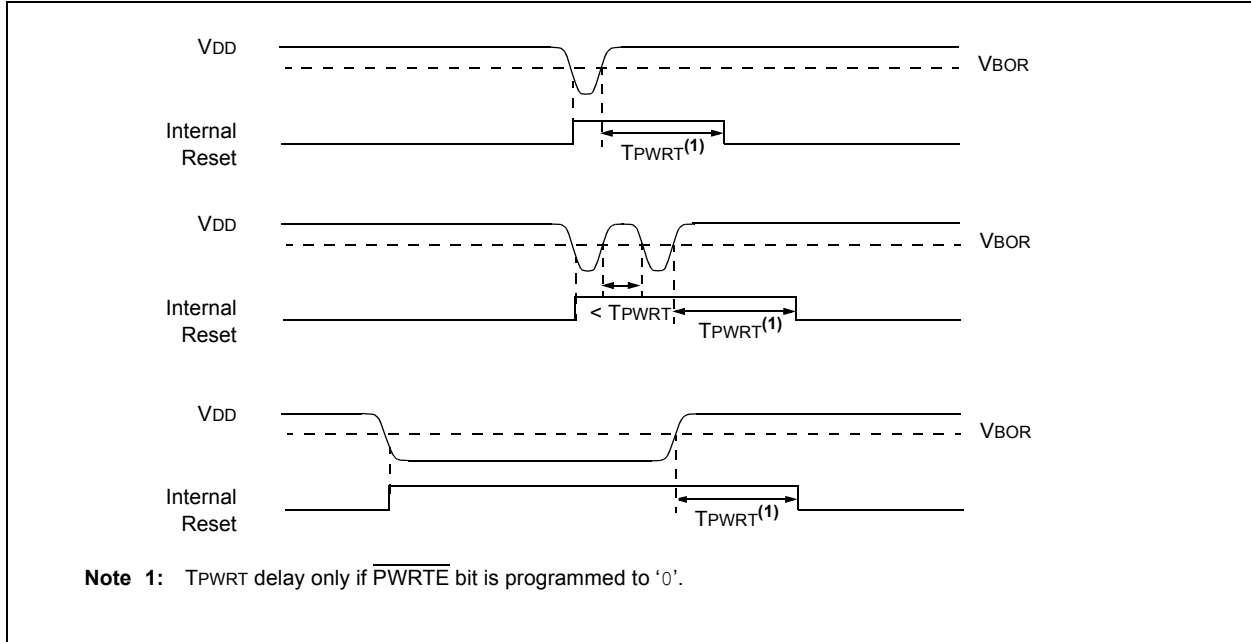 VDD
VBOR
Internal
Reset
TPWRT(1)
VDD
VBOR
Internal
Reset
< TPWRT
TPWRT(1)
VDD
VBOR
Internal
Reset
TPWRT(1)
Note 1: TPWRT delay only if PWRTE bit is programmed to ‘0’.